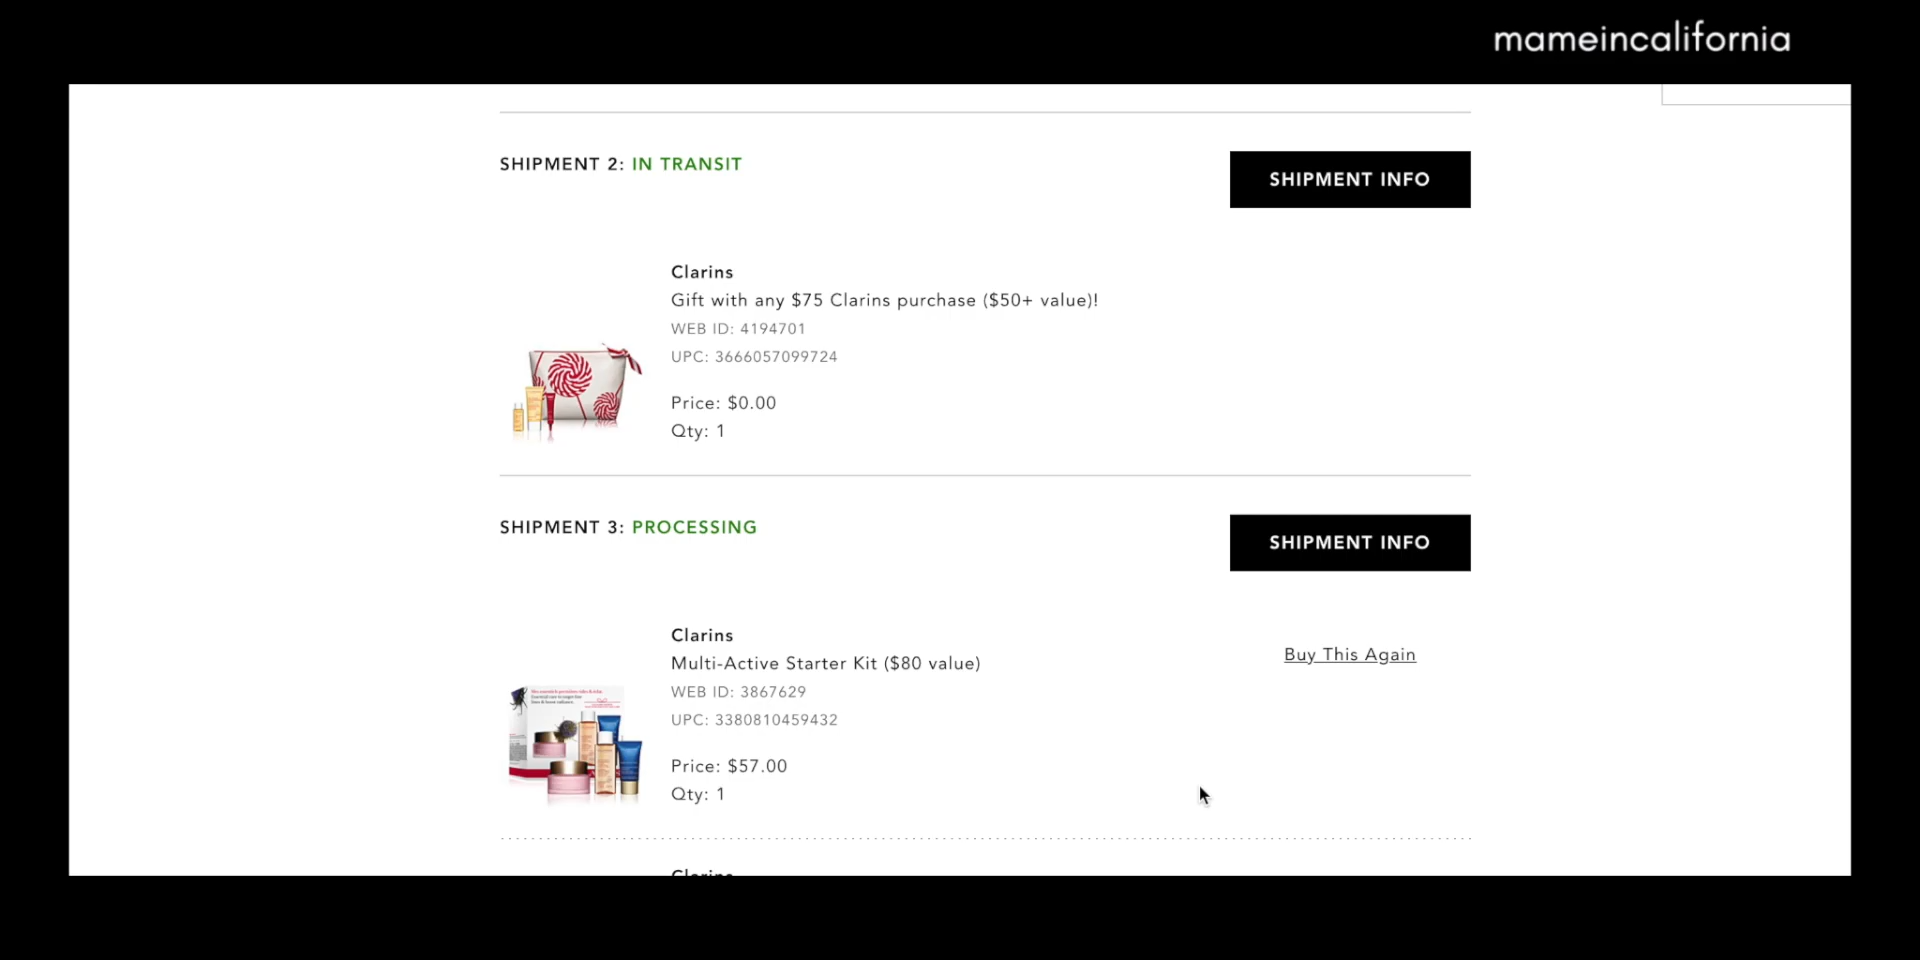 mameincalifornia
SHIPMENT 2: IN TRANSIT
SHIPMENT INFO
Clarins
Gift with any $75 Clarins purchase ($50+ value)!
WEB ID: 4194701
UPC: 3666057099724
Price: $0.00
Qty: 1
SHIPMENT 3: PROCESSING
SHIPMENT INFO
Clarins
Multi-Active Starter Kit ($80 value)
WEB ID: 3867629
UPC: 3380810459432
Price: $57.00
Qty: 1
Buy This Again
Clarins